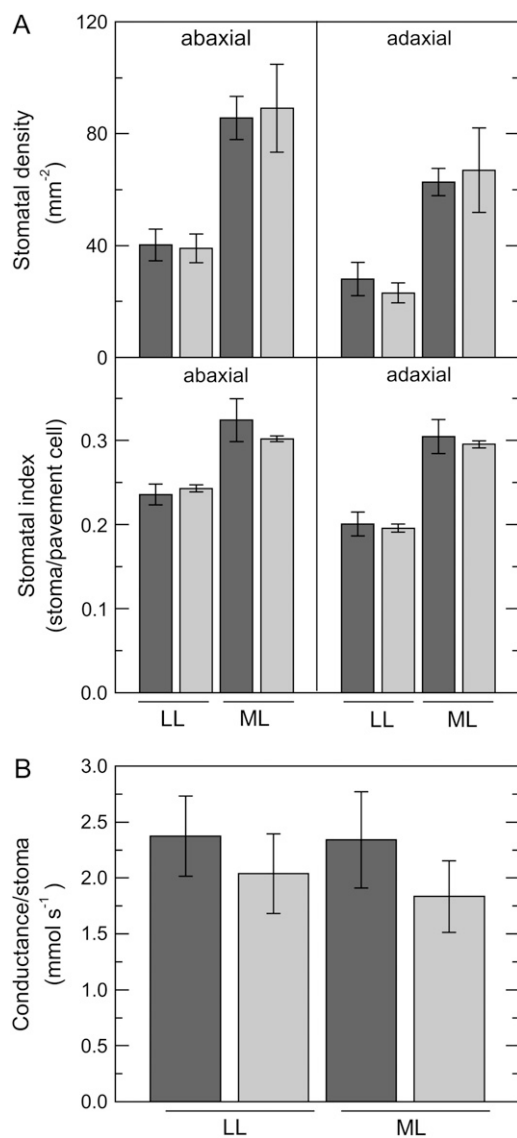 A
abaxial
adaxial
Stomatal density
(mm-2)
120
80
40
0
abaxial
adaxial
Stomatal index
(stoma/pavement cell)
0.3
0.2
0.1
0.0
LL
ML
LL
ML
B
Conductance/stoma
(mmol s-1)
3.0
2.5
2.0
1.5
1.0
0.5
0.0
LL
ML